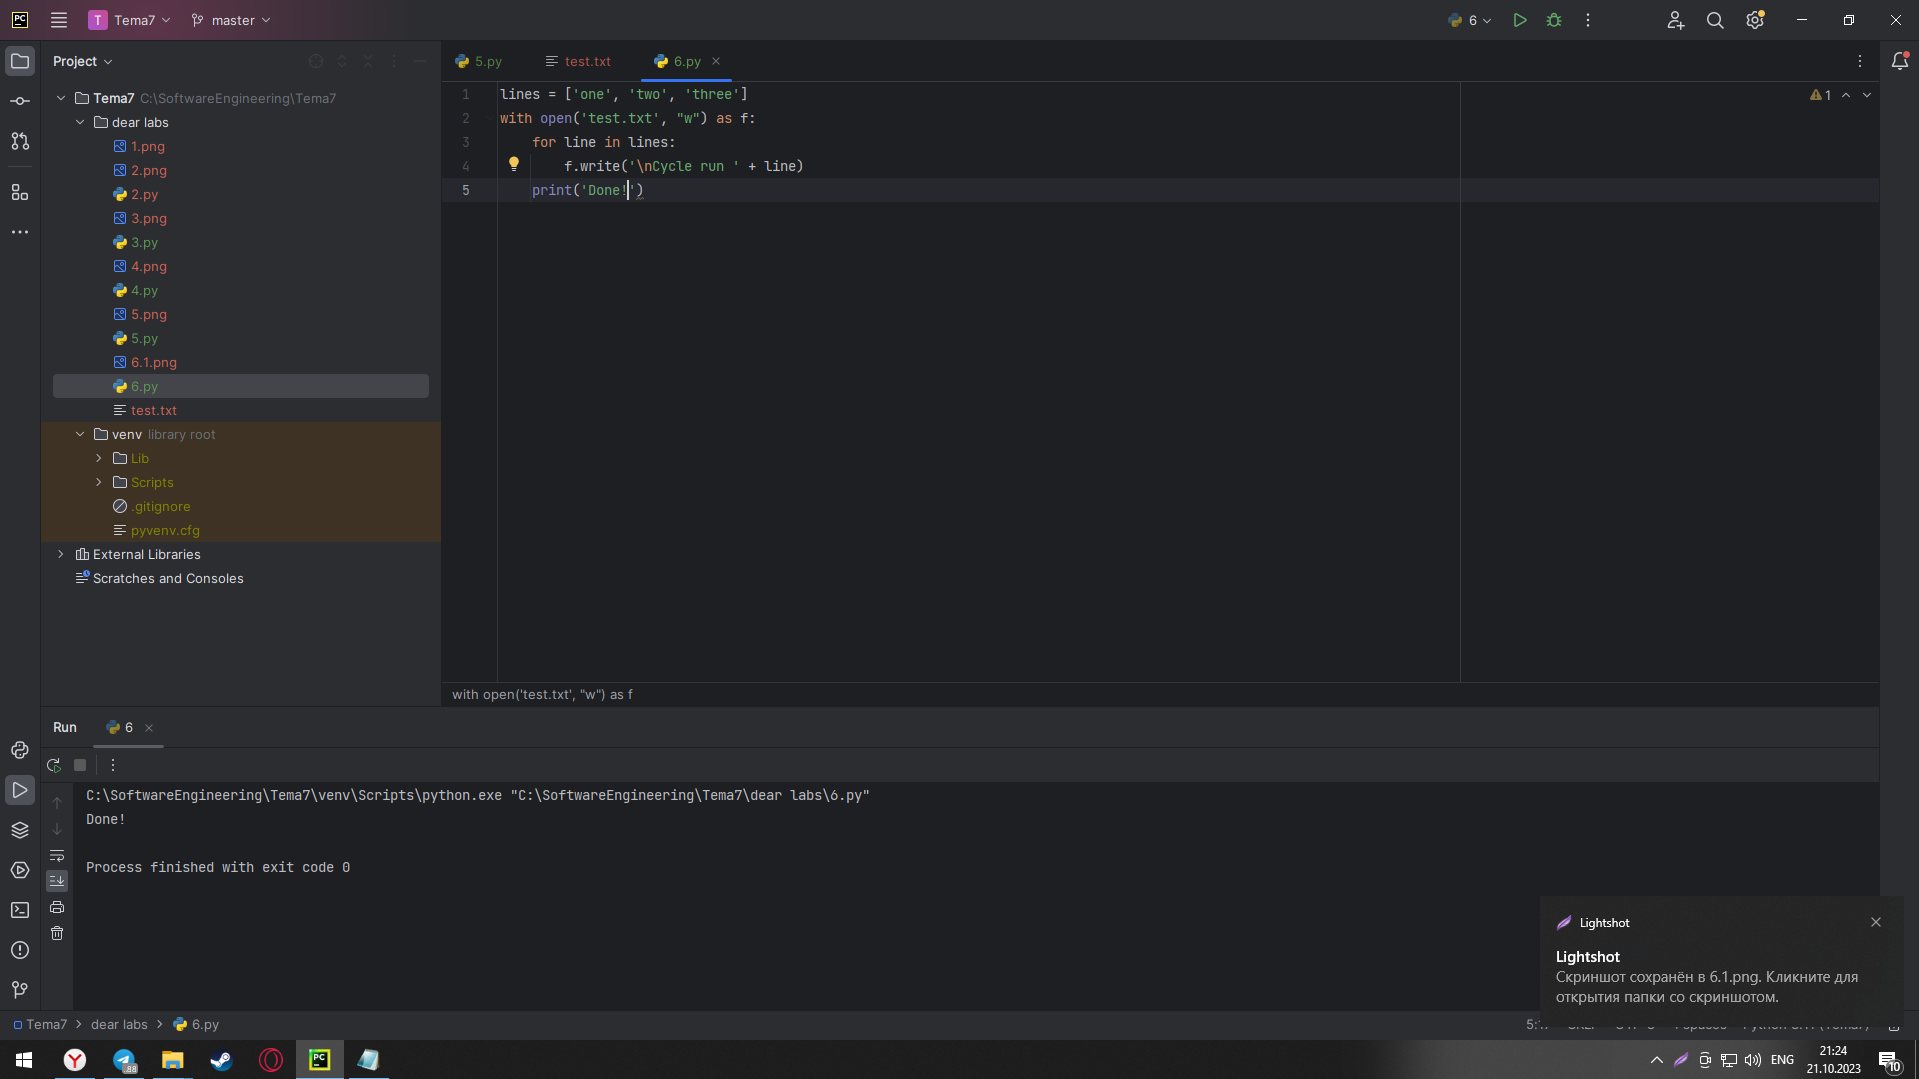 PC
T Tema7 master 6
Project
5.py test.txt 6.py
Tema7 C:\SoftwareEngineering\Tema7
dear labs
1.png
2.png
2.py
3.png
3.py
4.png
4.py
5.png
5.py
6.1.png
6.py
test.txt
venv library root
Lib
Scripts
.gitignore
pyvenv.cfg
External Libraries
Scratches and Consoles
1 lines = ['one', 'two', 'three']
2 with open('test.txt', "w") as f:
3 for line in lines:
4 f.write('\nCycle run ' + line)
5 print('Done!')
1
with open('test.txt', "w") as f
Run 6
C:\SoftwareEngineering\Tema7\venv\Scripts\python.exe "C:\SoftwareEngineering\Tema7\dear labs\6.py"
Done!
Process finished with exit code 0
Lightshot
Lightshot
Скриншот сохранён в 6.1.png. Кликните для
открытия папки со скриншотом.
Tema7 dear labs 6.py
88 PC ENG
21:24
21.10.2023
10